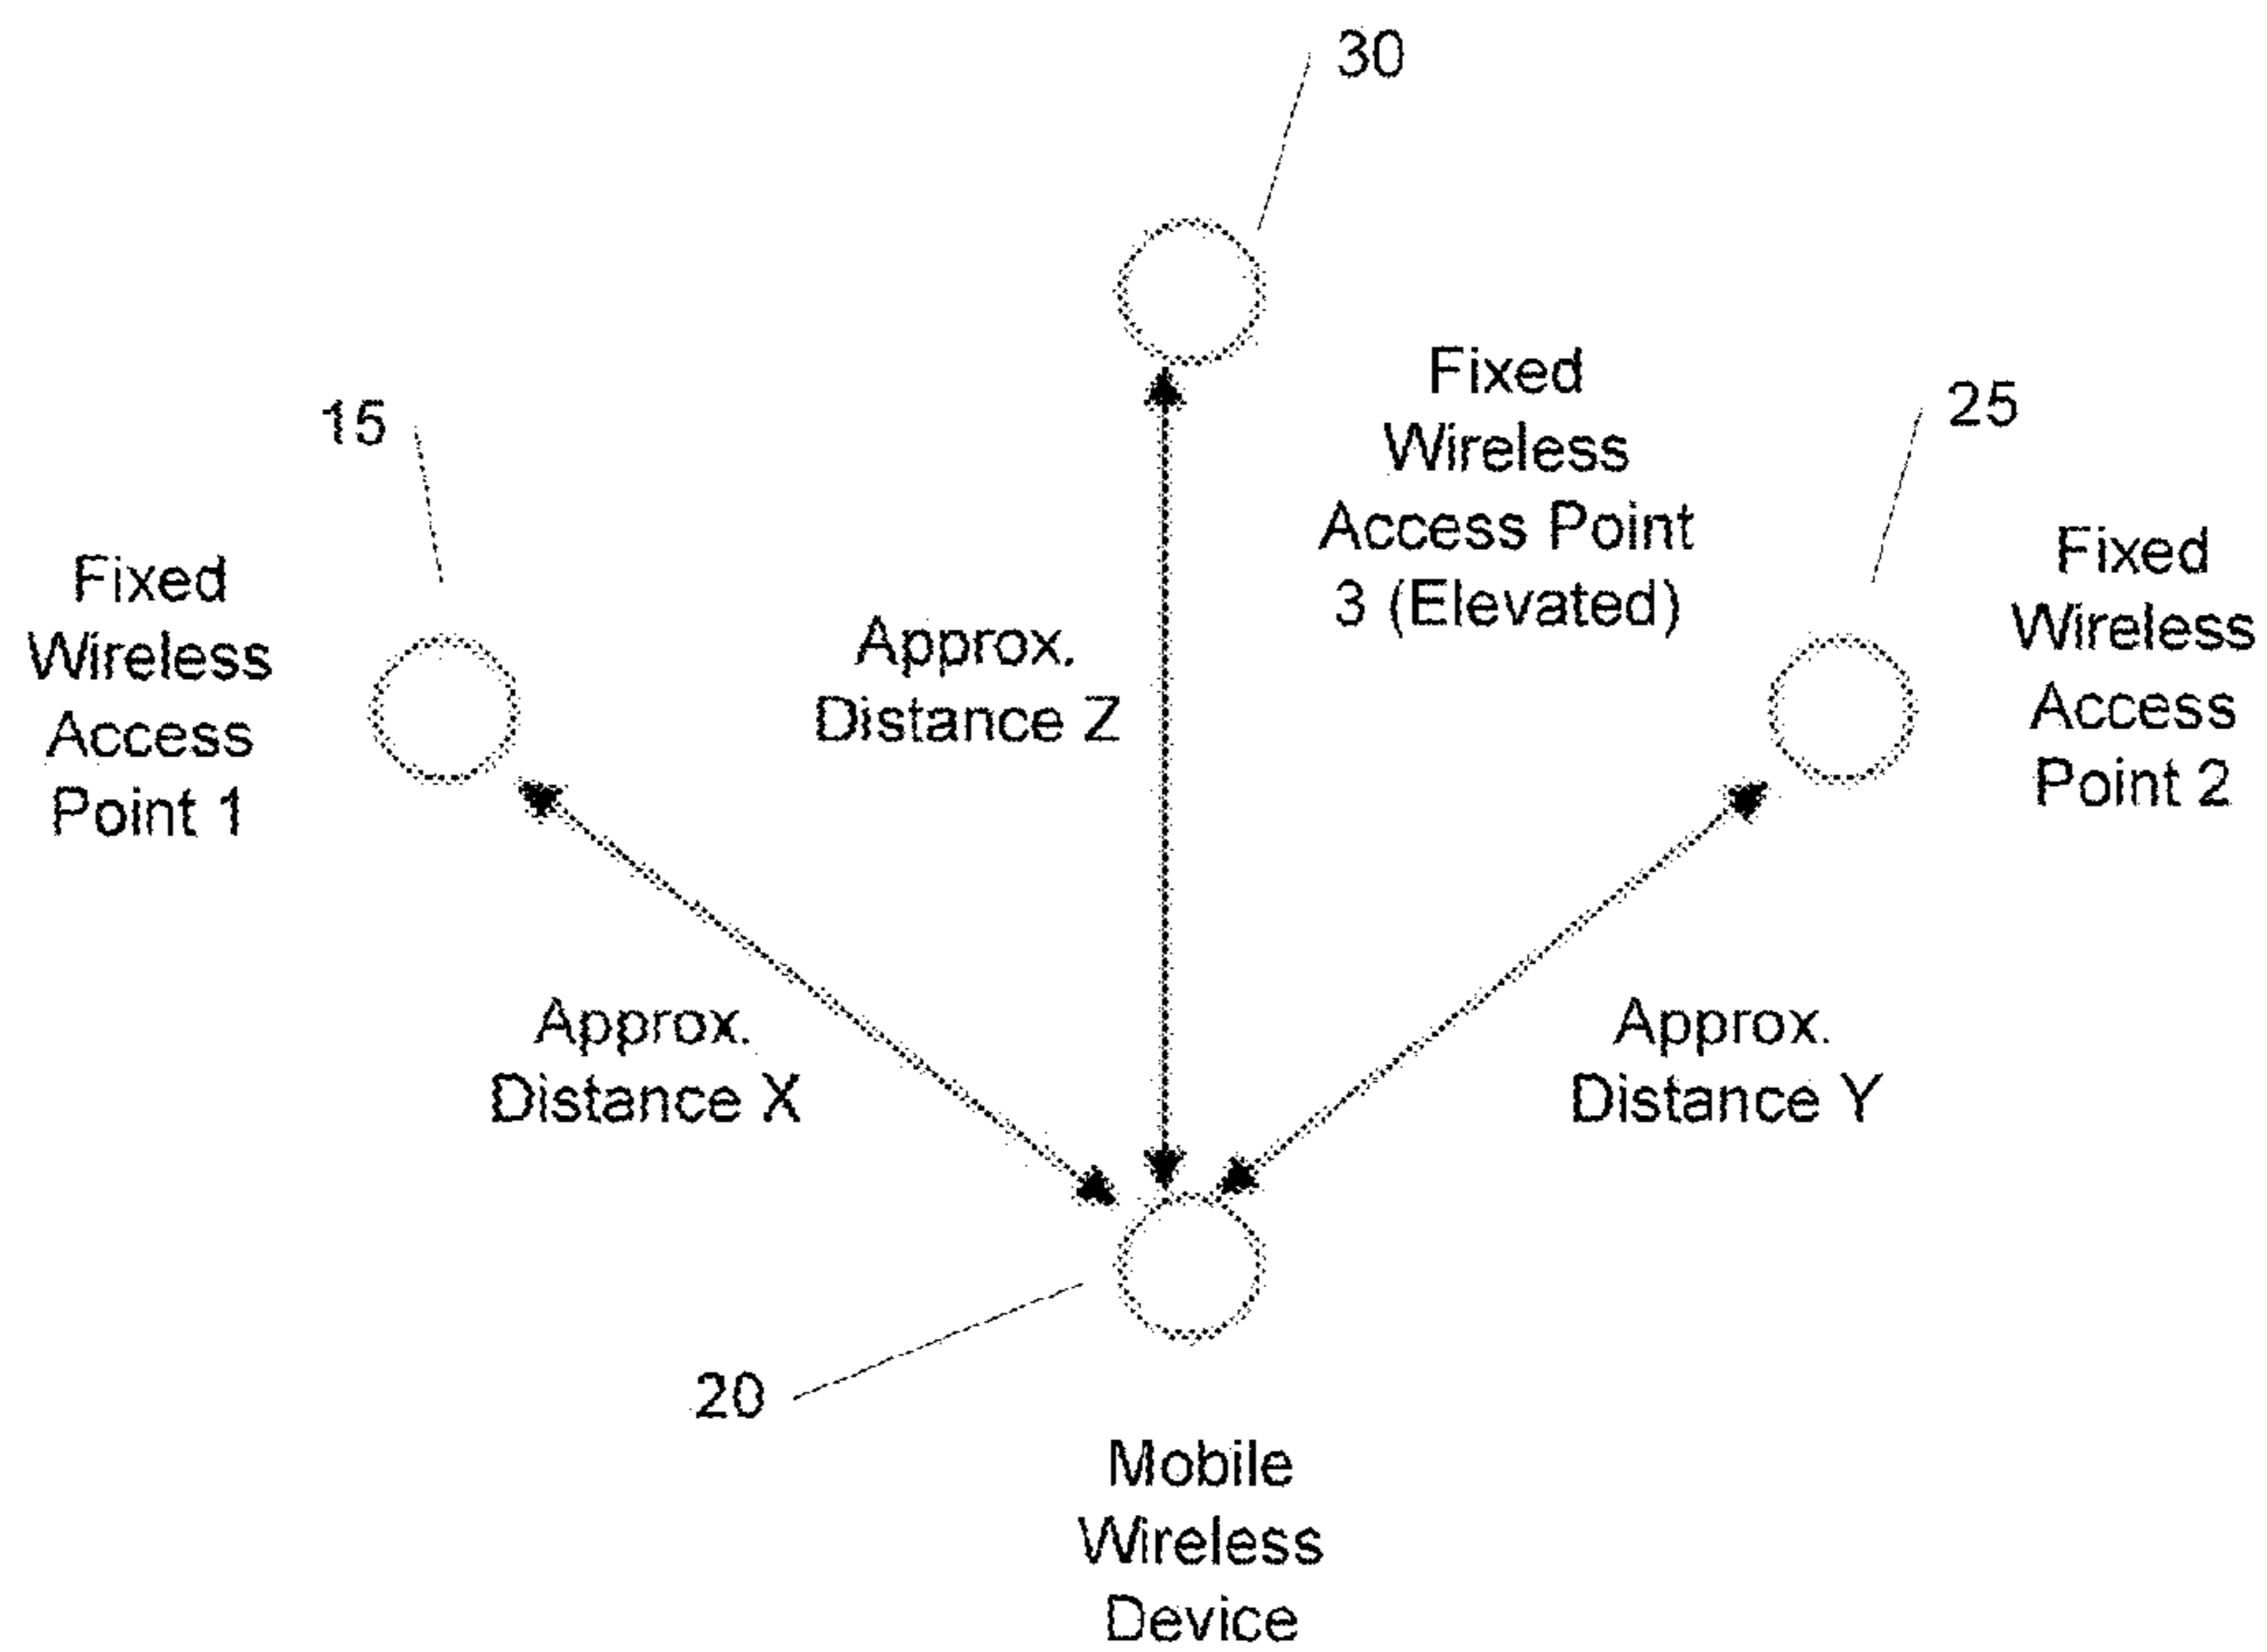 30
15
Fixed
Wireless
Access
Point 1
Approx.
Distance Z
Fixed
Wireless
Access Point
3 (Elevated)
25
Fixed
Wireless
Access
Point 2
Approx.
Distance X
Approx.
Distance Y
20
Mobile
Wireless
Device